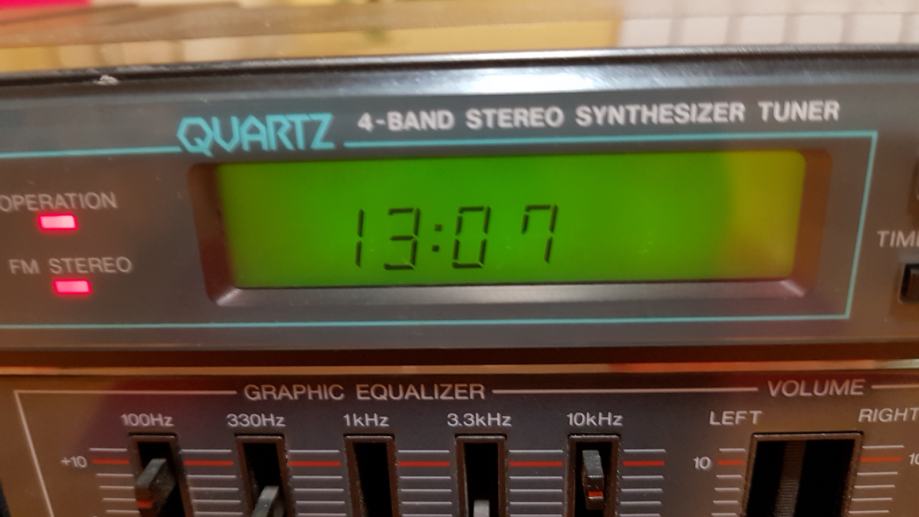 QUARTZ 4-BAND STEREO SYNTHESIZER TUNER
OPERATION
13:07
FM STEREO
GRAPHIC EQUALIZER
VOLUME
100Hz 330Hz 1kHz 3.3kHz 10kHz
LEFT RIGHT
+10 10 10